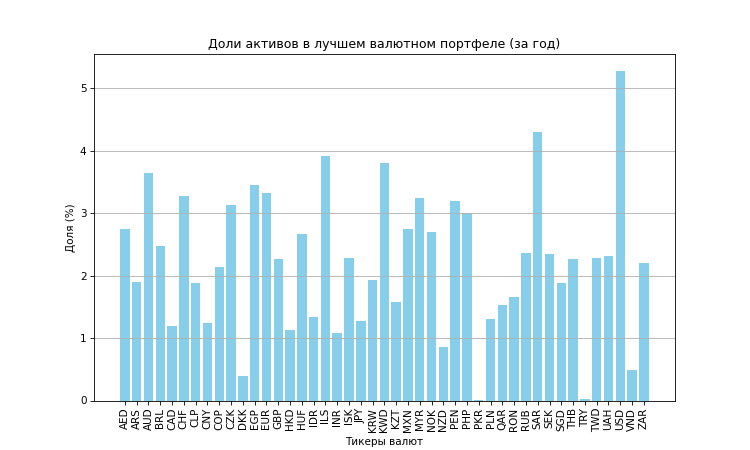 Доли активов в лучшем валютном портфеле (за год)
Доля (%)
5
4
3
2
1
0
AED
ARS
AUD
BRL
CAD
CHF
CLP
CNY
COP
CZK
DKK
EGP
EUR
GBP
HKD
HUF
IDR
ILS
INR
ISK
JPY
KRW
KWD
KZT
MXN
MYR
NOK
NZD
PEN
PHP
PKR
PLN
QAR
RON
RUB
SAR
SEK
SGD
THB
TRY
TWD
UAH
USD
VND
ZAR
Тикеры валют